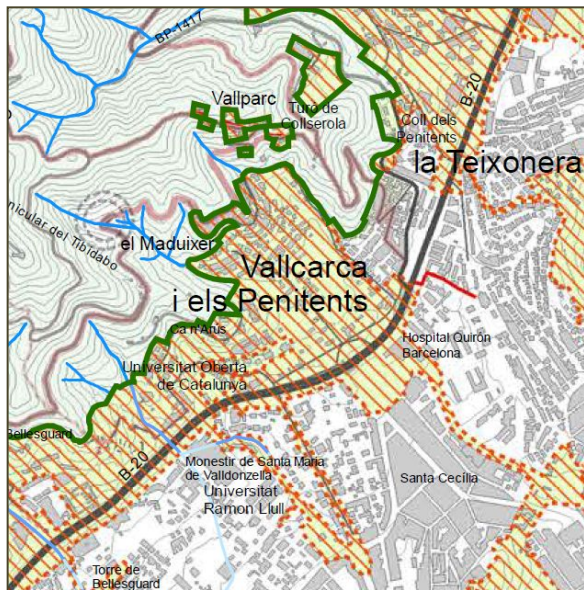 BP-1417
B-20
Vallparc
Turó de
Collserola
Coll dels
Penitents
la Teixonera
nicular del Tibidabo
el Maduixer
Vallcarca
i els Penitents
Ca n'Arús
Hospital Quirón
Barcelona
Universitat Oberta
de Catalunya
Bellesguard
B-20
Monestir de Santa Maria
de Valldonzella
Universitat
Ramon Llull
Santa Cecília
Torre de
Bellesguard